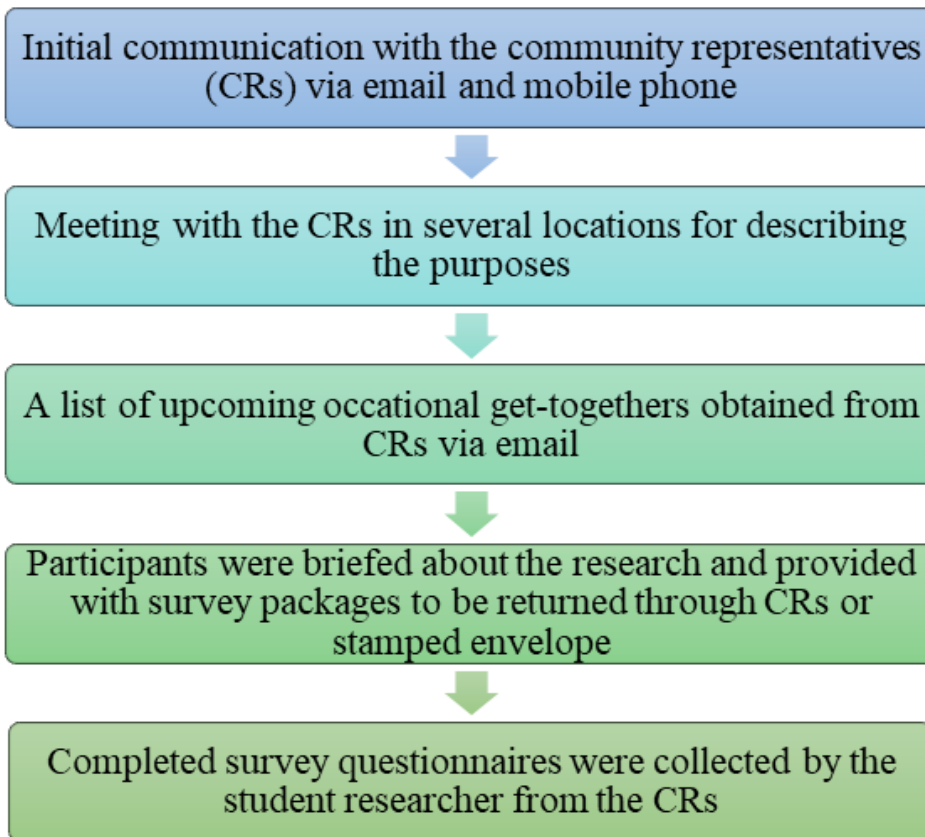 Initial communication with the community representatives
(CRs) via email and mobile phone
Meeting with the CRs in several locations for describing
the purposes
A list of upcoming occational get-togethers obtained from
CRs via email
Participants were briefed about the research and provided
with survey packages to be returned through CRs or
stamped envelope
Completed survey questionnaires were collected by the
student researcher from the CRs